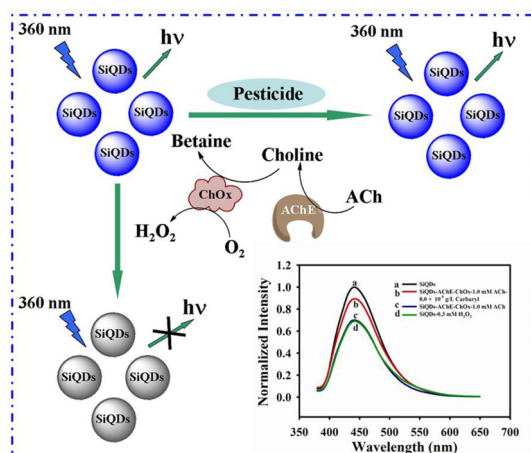 360 nm
hν
SiQDs
SiQDs
SiQDs
SiQDs
Pesticide
360 nm
hν
SiQDs
SiQDs
SiQDs
SiQDs
Betaine
Choline
ACh
ChOx
AChE
H2O2
O2
360 nm
hν
SiQDs
SiQDs
SiQDs
SiQDs
Normalized Intensity
1.0
0.8
0.6
0.4
0.2
0.0
a
b
c
d
a SiQDs
b SiQDs-AChE-ChOx-1.0 mM ACh-
8.0 × 10⁻⁵ g/L Carbaryl
c SiQDs-AChE-ChOx-1.0 mM ACh
d SiQDs-0.3 mM H2O2
350 400 450 500 550 600 650 700
Wavelength (nm)